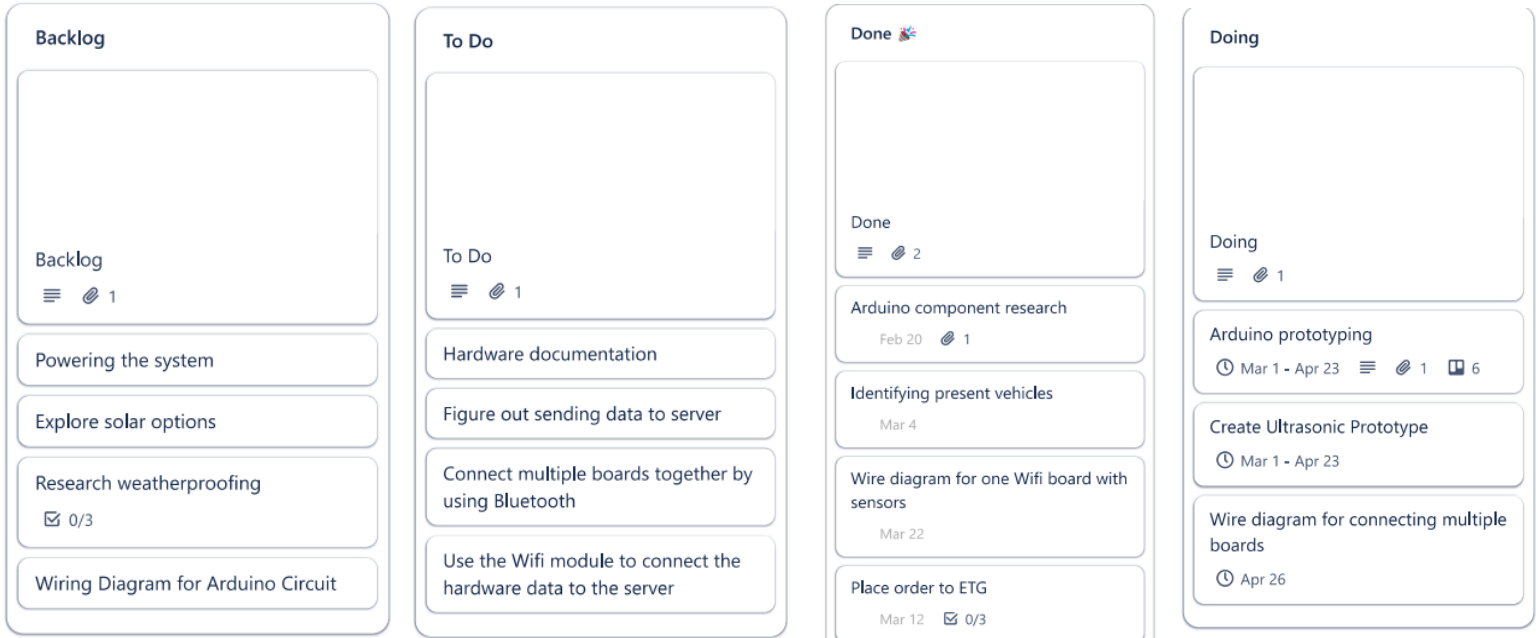 Backlog
Backlog
1
Powering the system
Explore solar options
Research weatherproofing
0/3
Wiring Diagram for Arduino Circuit
To Do
To Do
1
Hardware documentation
Figure out sending data to server
Connect multiple boards together by
using Bluetooth
Use the Wifi module to connect the
hardware data to the server
Done 🎉
Done
2
Arduino component research
Feb 20 1
Identifying present vehicles
Mar 4
Wire diagram for one Wifi board with
sensors
Mar 22
Place order to ETG
Mar 12 0/3
Doing
Doing
1
Arduino prototyping
Mar 1 - Apr 23 1 6
Create Ultrasonic Prototype
Mar 1 - Apr 23
Wire diagram for connecting multiple
boards
Apr 26